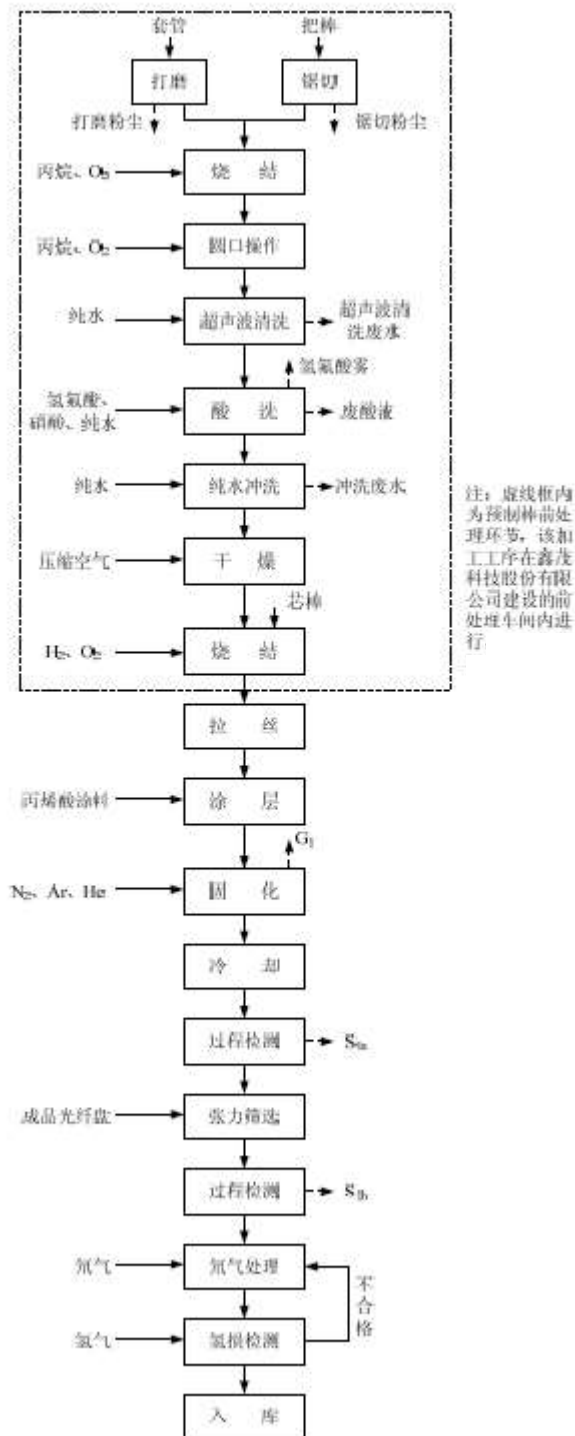 套管
把棒
打磨
锯切
打磨粉尘
锯切粉尘
丙烷、O₂
烧结
丙烷、O₂
圆口操作
纯水
超声波清洗
超声波清
洗废水
氢氟酸雾
氢氟酸、
硝酸、纯水
酸洗
废酸液
纯水
纯水冲洗
冲洗废水
压缩空气
干燥
芯棒
H₂、O₂
烧结
注：虚线框内
为预制棒前处
理环节，该加
工工序在鑫茂
科技股份有限
公司建设的前
处理车间内进
行
拉丝
丙烯酸涂料
涂层
G₁
N₂、Ar、He
固化
冷却
过程检测
成品光纤盘
张力筛选
过程检测
氘气
氘气处理
不合格
氢气
氢损检测
入库